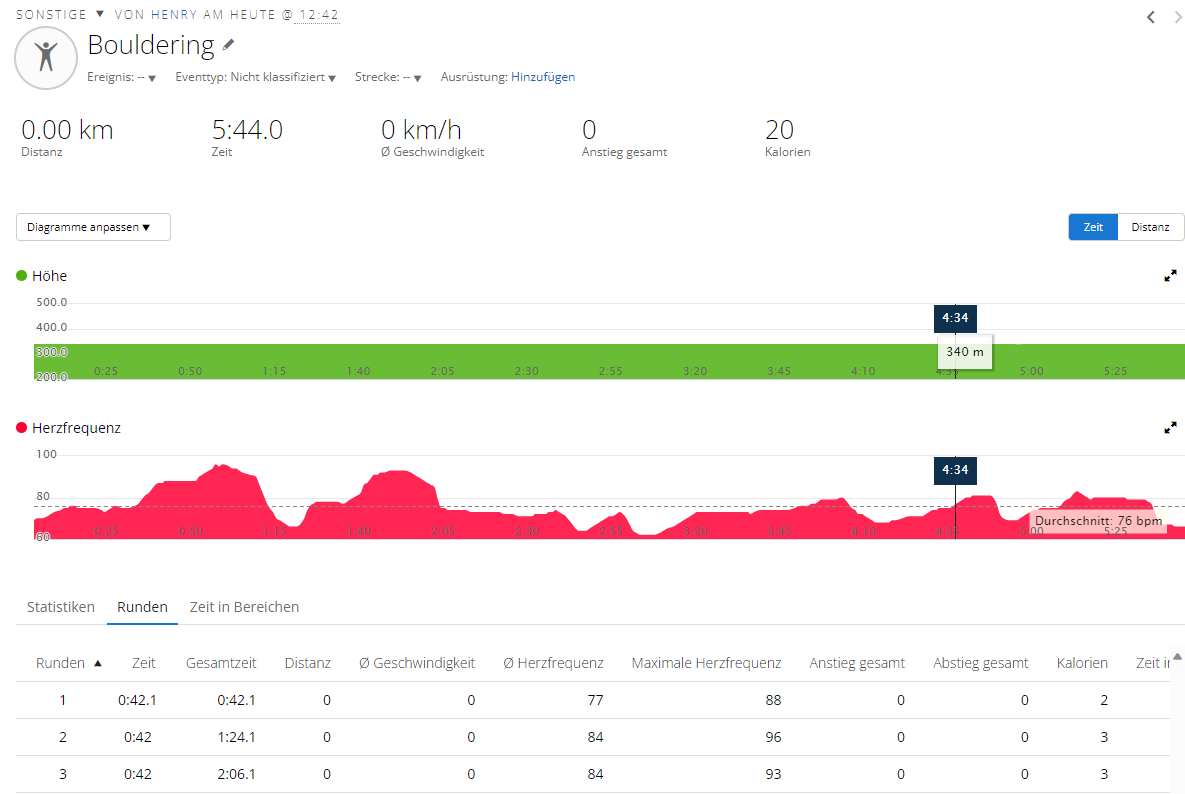 SONSTIGE ▼ VON HENRY AM HEUTE @ 12:42
Bouldering
Ereignis: -- ▼ Eventtyp: Nicht klassifiziert ▼ Strecke: -- ▼ Ausrüstung: Hinzufügen
0.00 km 5:44.0 0 km/h 0 20
Distanz Zeit Ø Geschwindigkeit Anstieg gesamt Kalorien
Diagramme anpassen ▼ Zeit Distanz
Höhe
500.0
4:34
400.0
300.0 340 m
200.0 0:25 0:50 1:15 1:40 2:05 2:30 2:55 3:20 3:45 4:10 4:35 5:00 5:25
Herzfrequenz
100
4:34
80
Durchschnitt: 76 bpm
60 0:25 0:50 1:15 1:40 2:05 2:30 2:55 3:20 3:45 4:10 4:35 5:00 5:25
Statistiken Runden Zeit in Bereichen
Runden ▲ Zeit Gesamtzeit Distanz Ø Geschwindigkeit Ø Herzfrequenz Maximale Herzfrequenz Anstieg gesamt Abstieg gesamt Kalorien Zeit
1 0:42.1 0:42.1 0 0 77 88 0 0 2
2 0:42 1:24.1 0 0 84 96 0 0 3
3 0:42 2:06.1 0 0 84 93 0 0 3